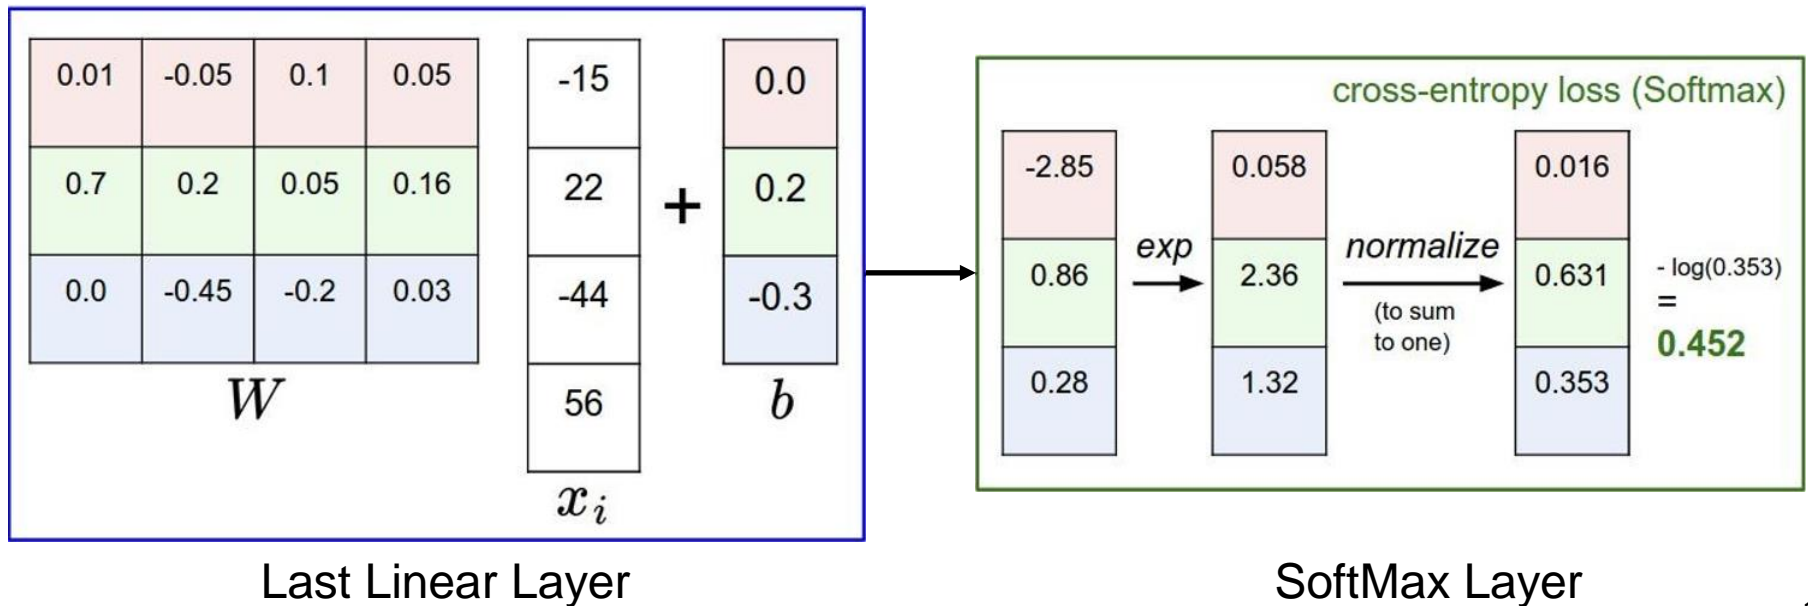 0.01 -0.05 0.1 0.05
0.7 0.2 0.05 0.16
0.0 -0.45 -0.2 0.03
W
-15
22
-44
56
xi
+
0.0
0.2
-0.3
b
Last Linear Layer
cross-entropy loss (Softmax)
-2.85
0.86
0.28
exp
0.058
2.36
1.32
normalize
(to sum
to one)
0.016
0.631
0.353
- log(0.353)
=
0.452
SoftMax Layer